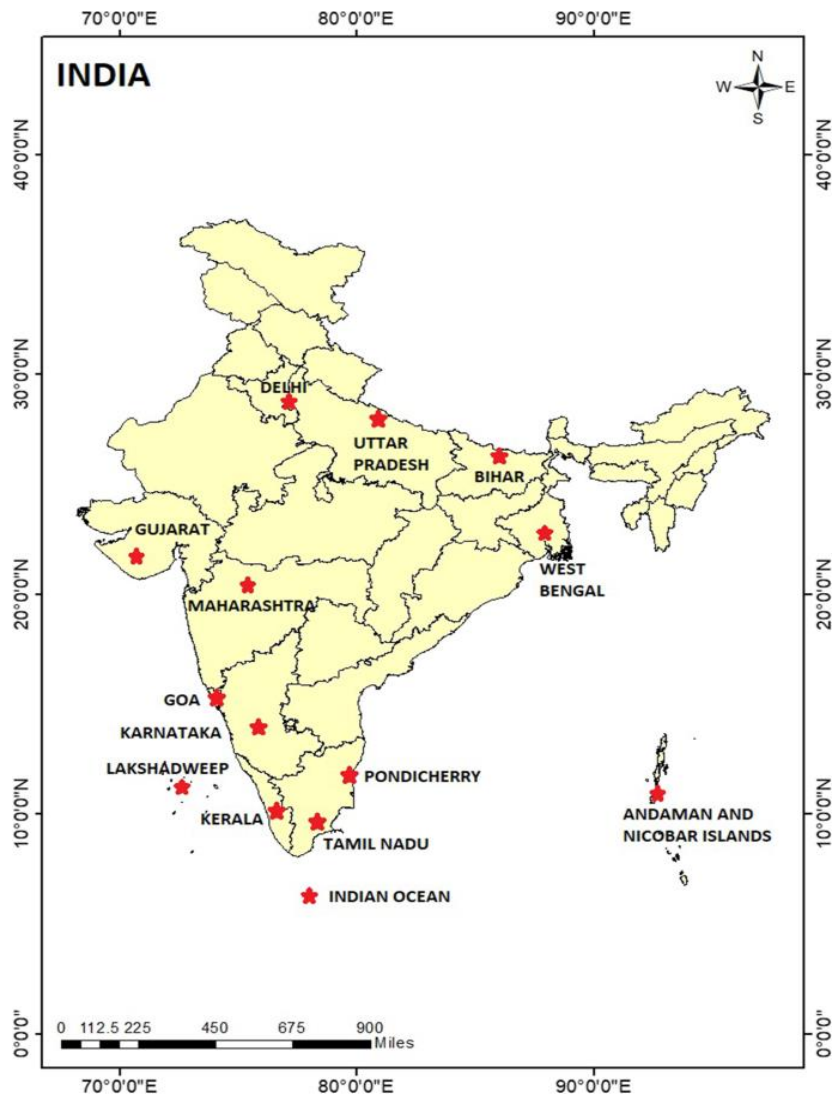 70°0'0"E 80°0'0"E 90°0'0"E
INDIA
N
W E
S
40°0'0"N 40°0'0"N
30°0'0"N 30°0'0"N
DELHI
UTTAR
PRADESH
BIHAR
GUJARAT
WEST
BENGAL
MAHARASHTRA
20°0'0"N 20°0'0"N
GOA
KARNATAKA
LAKSHADWEEP
PONDICHERRY
10°0'0"N 10°0'0"N
KERALA
ANDAMAN AND
NICOBAR ISLANDS
TAMIL NADU
INDIAN OCEAN
0 112.5 225 450 675 900
Miles
0°0'0" 0°0'0"
70°0'0"E 80°0'0"E 90°0'0"E